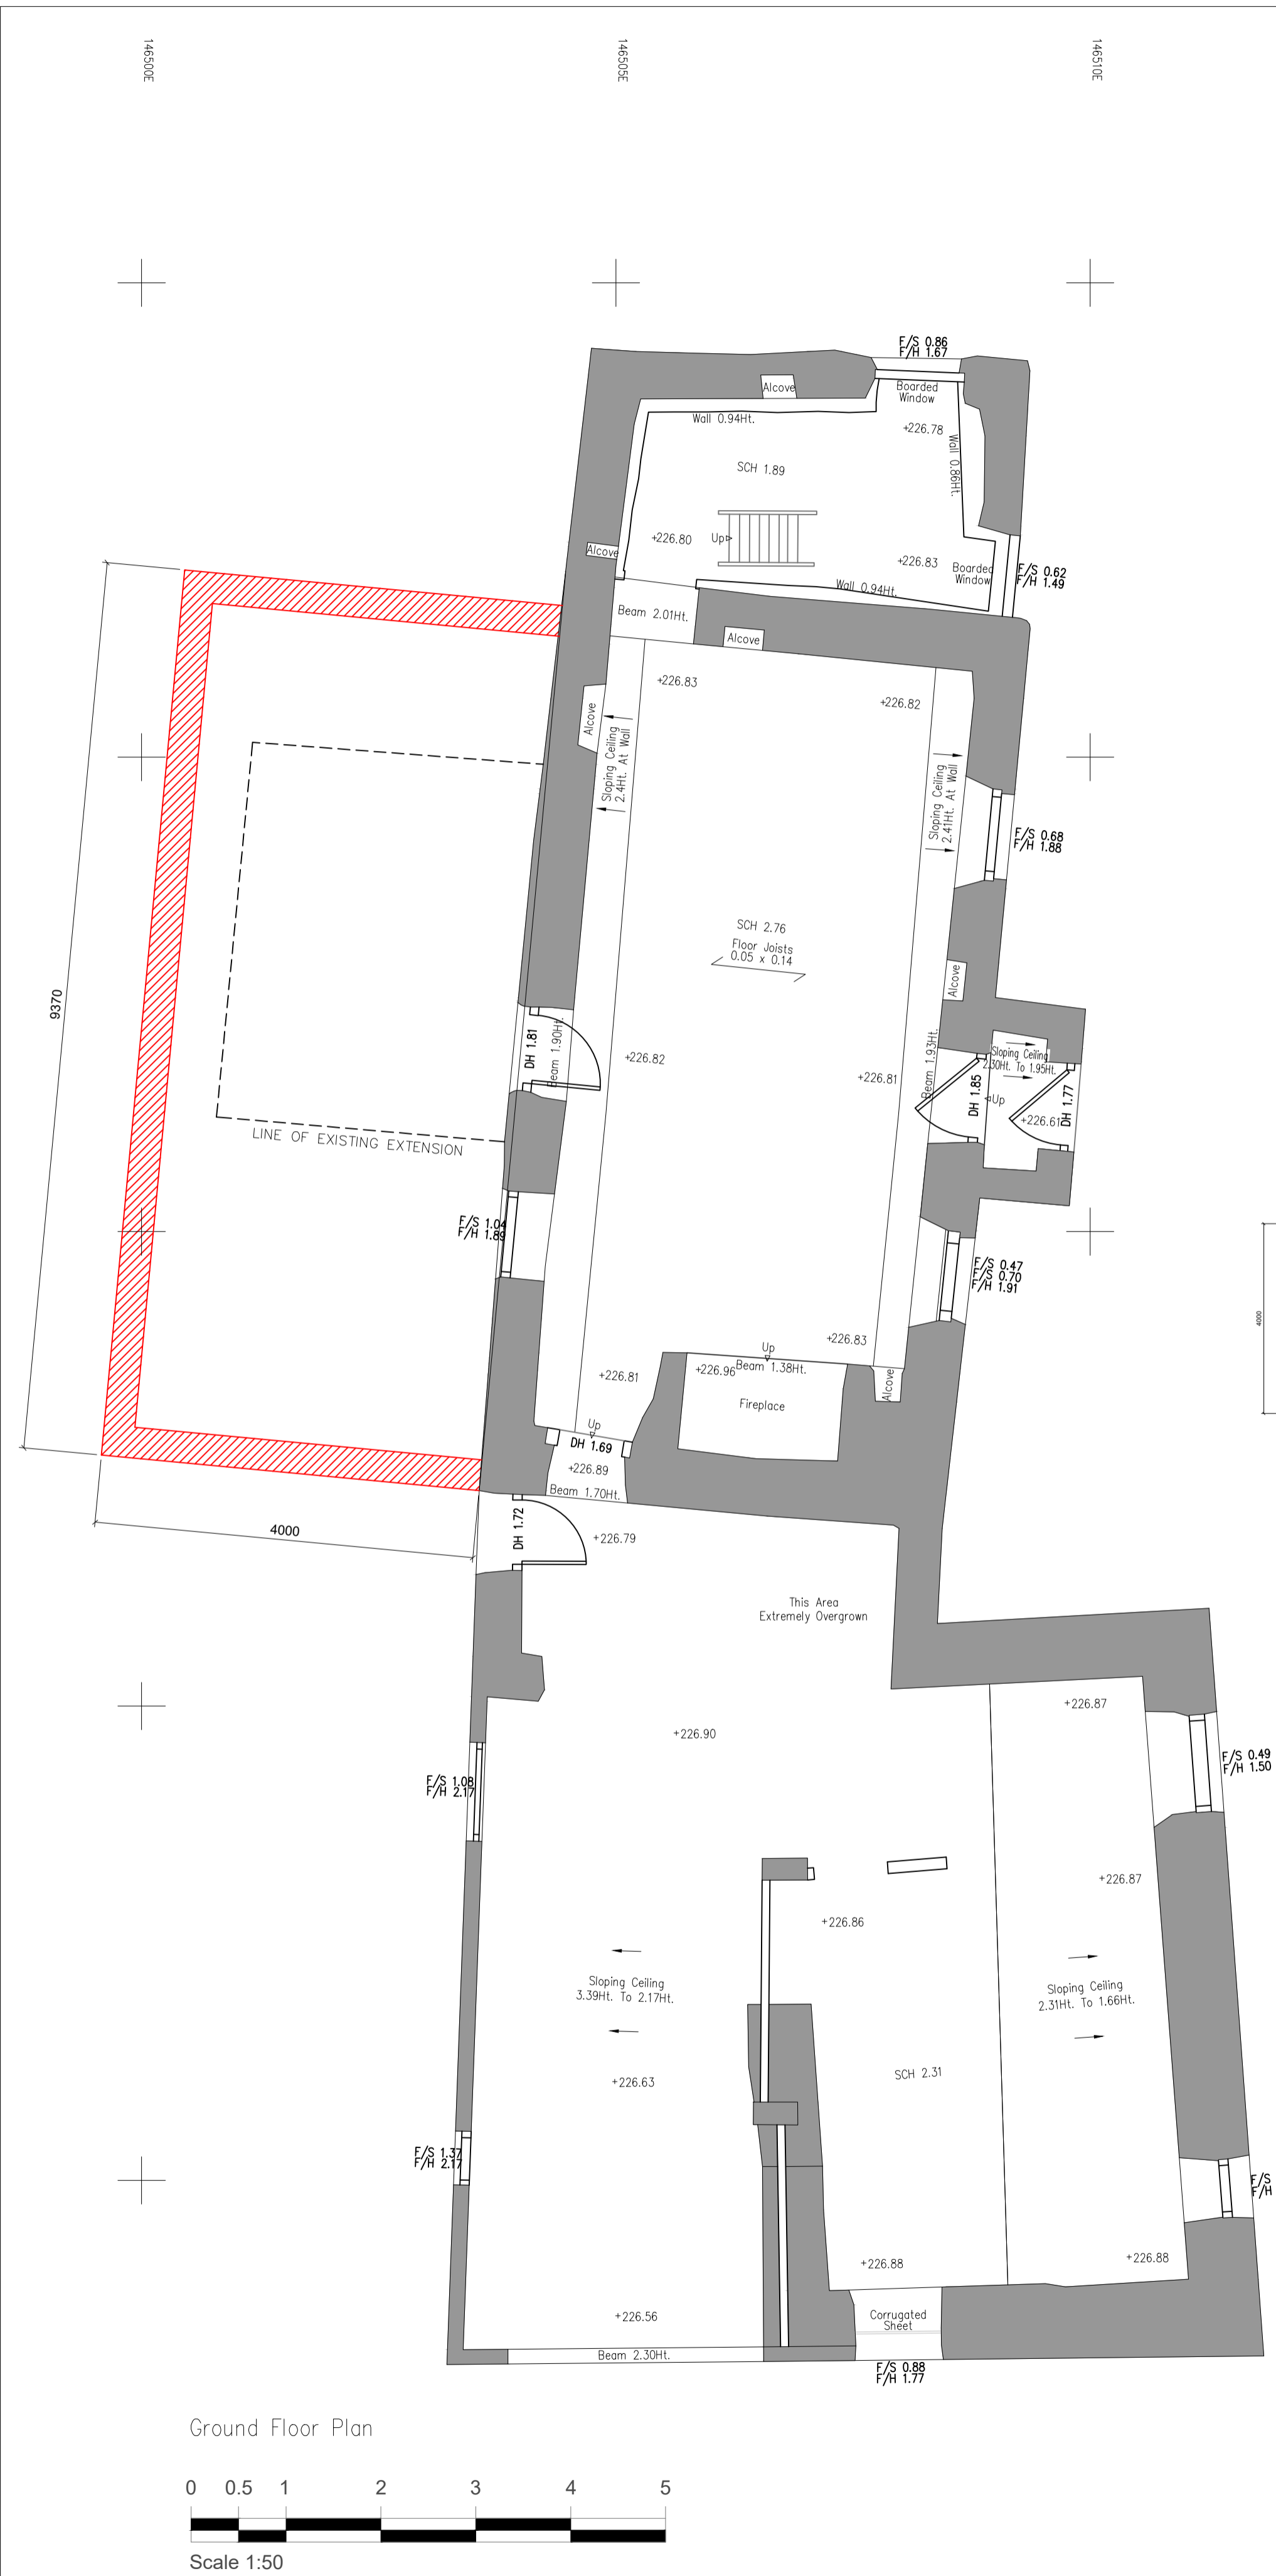 146500E
146505E
146510E
F/S 0.86
F/H 1.67
Alcove
Boarded
Window
Wall 0.94Ht.
+226.78
Wall 0.86Ht.
SCH 1.89
+226.80
Up
Alcove
+226.83
Boarded
Window
F/S 0.62
F/H 1.49
Wall 0.94Ht.
Beam 2.01Ht.
Alcove
+226.83
+226.82
Alcove
Sloping Ceiling
2.4Ht. At Wall
Sloping Ceiling
2.41Ht. At Wall
F/S 0.68
F/H 1.88
SCH 2.76
Floor Joists
0.05 x 0.14
Alcove
9370
DH 1.81
Beam 1.90Ht.
+226.82
+226.81
Beam 1.93Ht.
DH 1.85
Sloping Ceiling
2.30Ht. To 1.95Ht.
Up
+226.61
DH 1.77
LINE OF EXISTING EXTENSION
F/S 1.04
F/H 1.89
F/S 0.47
F/S 0.70
F/H 1.91
4000
+226.83
Up
Beam 1.38Ht.
+226.96
+226.81
Fireplace
Alcove
Up
DH 1.69
+226.89
Beam 1.70Ht.
DH 1.72
4000
+226.79
This Area
Extremely Overgrown
+226.87
+226.90
F/S 0.49
F/H 1.50
F/S 1.08
F/H 2.17
+226.87
+226.86
Sloping Ceiling
3.39Ht. To 2.17Ht.
Sloping Ceiling
2.31Ht. To 1.66Ht.
+226.63
SCH 2.31
F/S 1.37
F/H 2.17
F/S
F/H
+226.88
+226.88
+226.56
Corrugated
Sheet
Beam 2.30Ht.
F/S 0.88
F/H 1.77
Ground Floor Plan
0 0.5 1 2 3 4 5
Scale 1:50